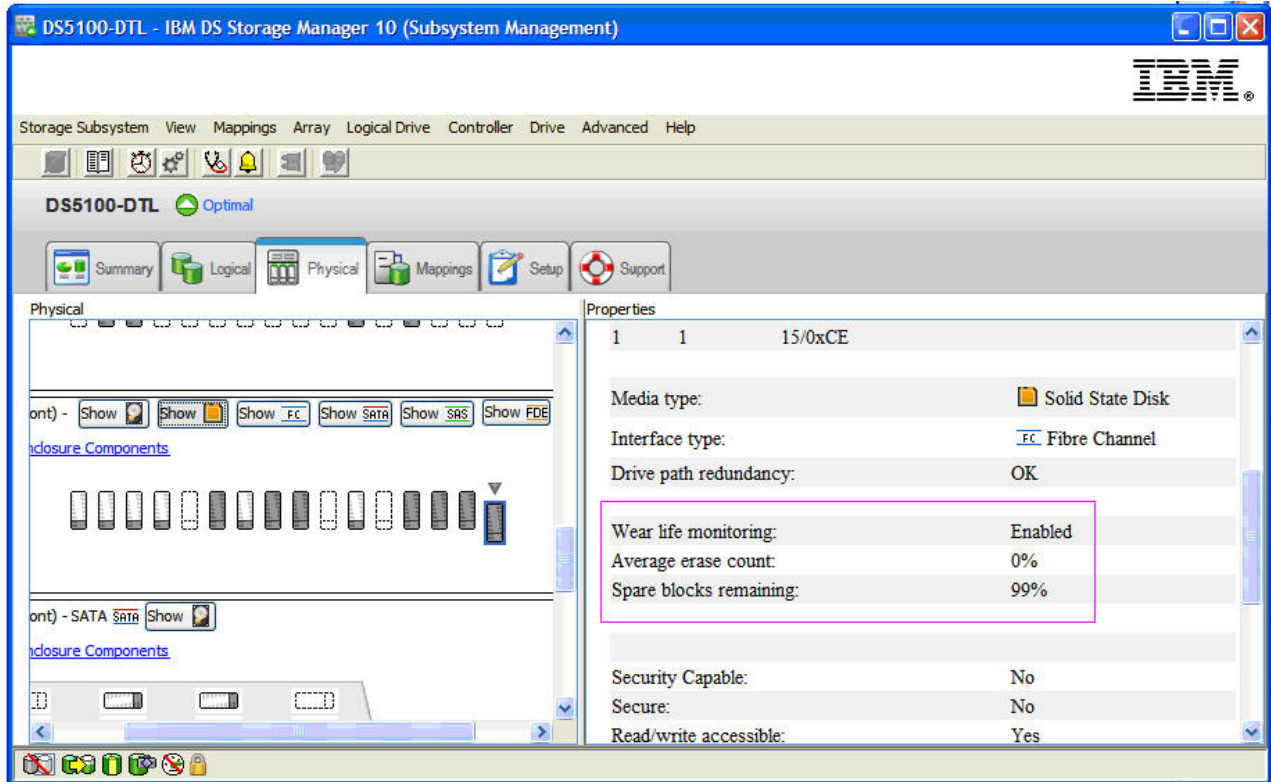 DS5100-DTL - IBM DS Storage Manager 10 (Subsystem Management)
IBM®
Storage Subsystem View Mappings Array Logical Drive Controller Drive Advanced Help
DS5100-DTL Optimal
Summary Logical Physical Mappings Setup Support
Physical
ont) - Show Show Show FC Show SATA Show SAS Show FDE
nclosure Components
ont) - SATA SATA Show
nclosure Components
Properties
1 1 15/0xCE
Media type: Solid State Disk
Interface type: FC Fibre Channel
Drive path redundancy: OK
Wear life monitoring: Enabled
Average erase count: 0%
Spare blocks remaining: 99%
Security Capable: No
Secure: No
Read/write accessible: Yes